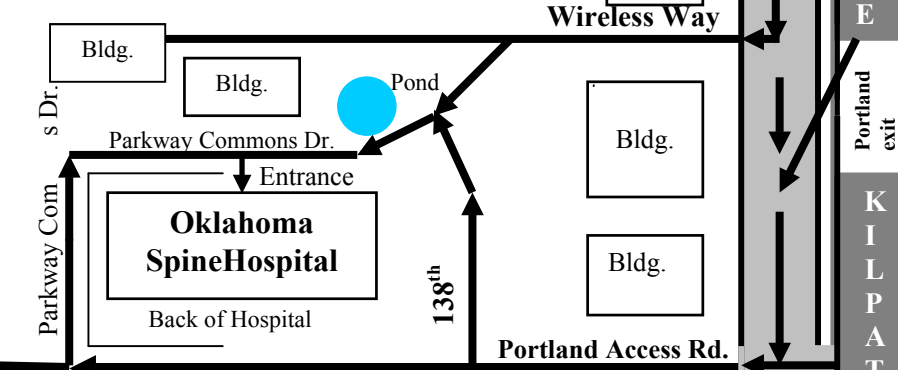 Wireless Way
E
Bldg.
Bldg.
Pond
Portland
exit
s Dr.
Parkway Commons Dr.
Bldg.
Entrance
Parkway Com
Oklahoma
SpineHospital
K
I
L
P
A
T
Bldg.
138th
Back of Hospital
Portland Access Rd.